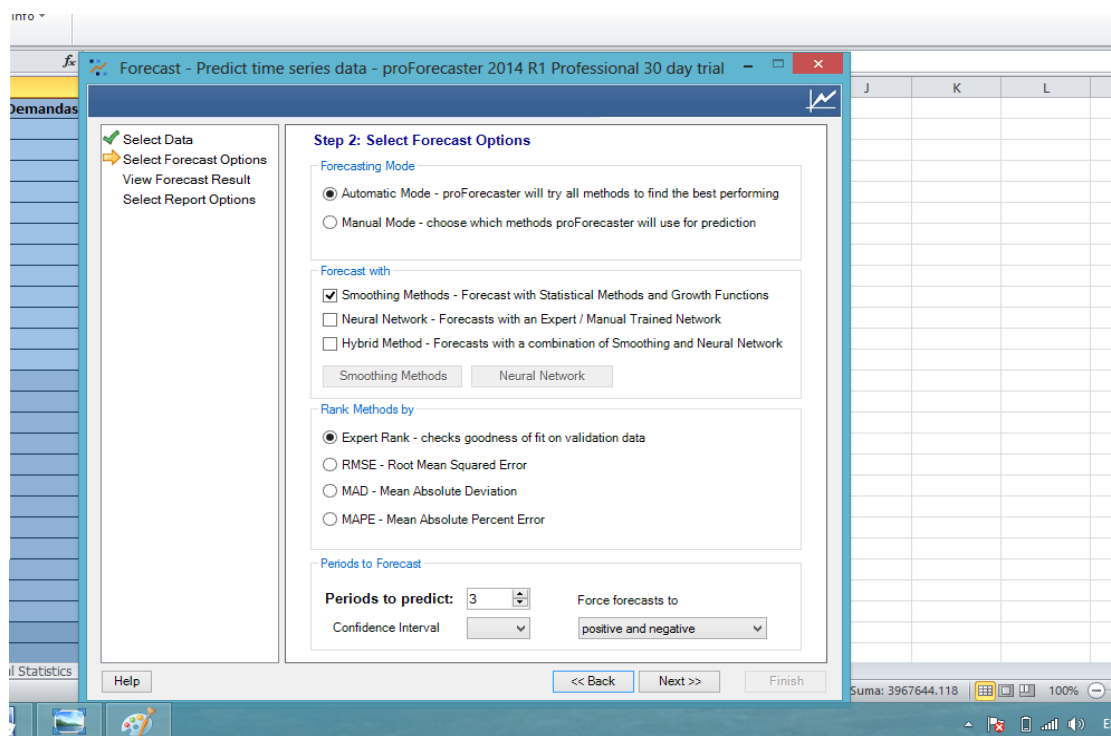 Info
fx
Forecast - Predict time series data - proForecaster 2014 R1 Professional 30 day trial
J K L
Demandas
Select Data
Select Forecast Options
View Forecast Result
Select Report Options
Step 2: Select Forecast Options
Forecasting Mode
Automatic Mode - proForecaster will try all methods to find the best performing
Manual Mode - choose which methods proForecaster will use for prediction
Forecast with
Smoothing Methods - Forecast with Statistical Methods and Growth Functions
Neural Network - Forecasts with an Expert / Manual Trained Network
Hybrid Method - Forecasts with a combination of Smoothing and Neural Network
Smoothing Methods Neural Network
Rank Methods by
Expert Rank - checks goodness of fit on validation data
RMSE - Root Mean Squared Error
MAD - Mean Absolute Deviation
MAPE - Mean Absolute Percent Error
Periods to Forecast
Periods to predict: 3 Force forecasts to
Confidence Interval positive and negative
l Statistics
Help << Back Next >> Finish
Suma: 3967644.118 100%